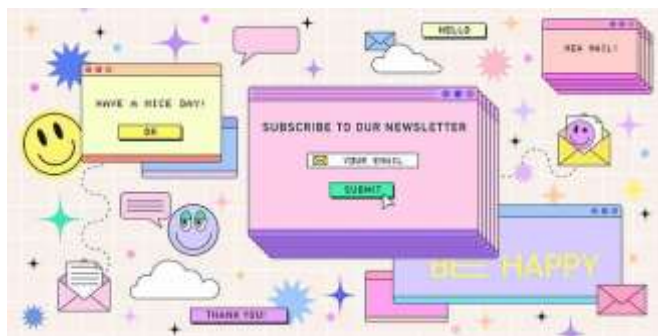 HELLO
NEW MAIL!
HAVE A NICE DAY!
OK
SUBSCRIBE TO OUR NEWSLETTER
YOUR EMAIL
SUBMIT
BE HAPPY
THANK YOU!